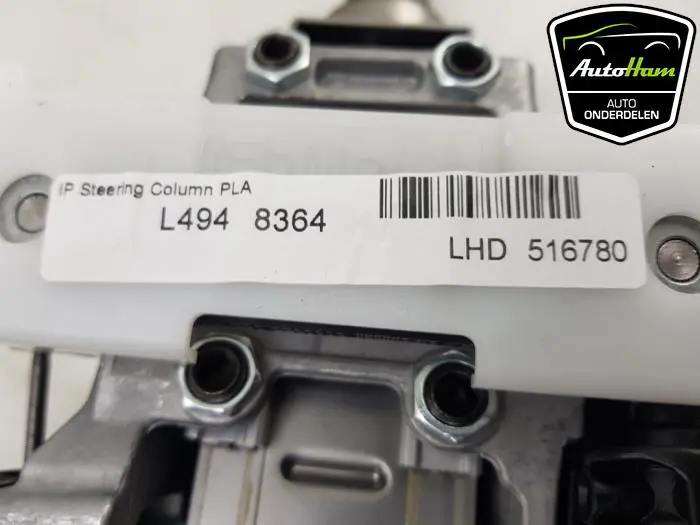 AutoHam
AUTO
ONDERDELEN
IP Steering Column PLA
L494 8364
LHD 516780